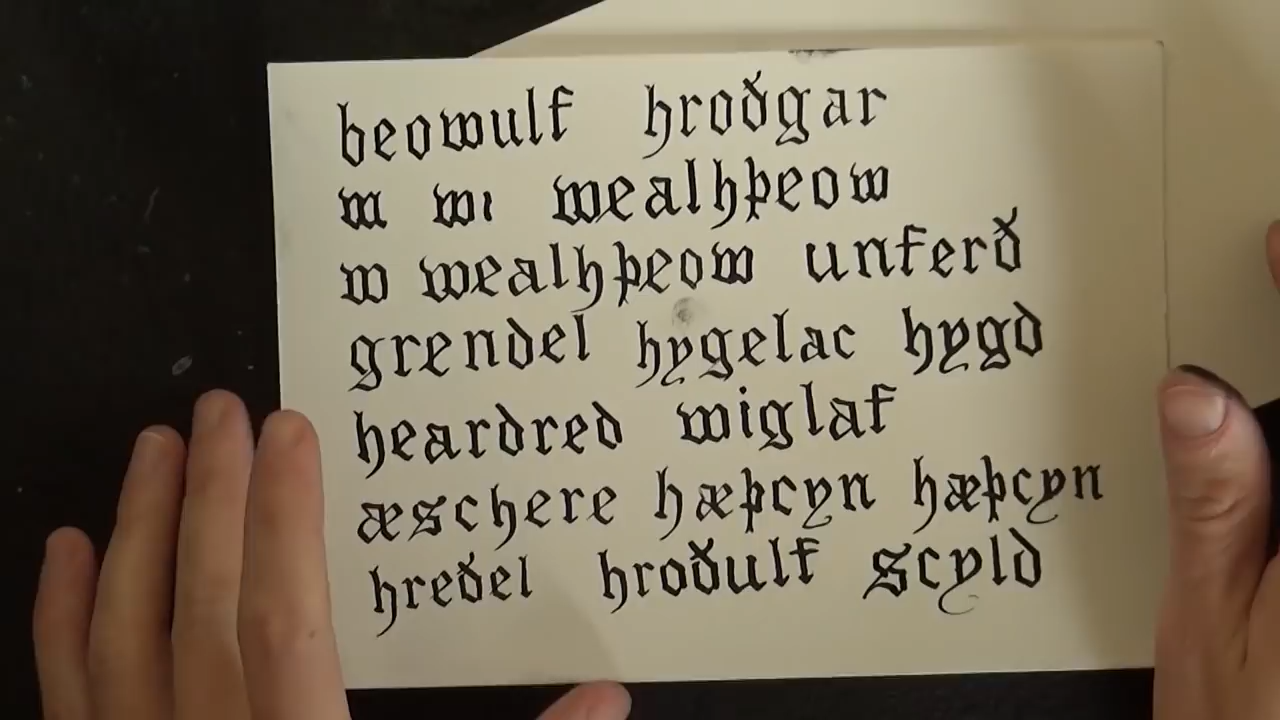 beowulf hroðgar
w wı wealhþeow
w wealhþeow unferð
grendel hygelac hygd
heardred wiglaf
æschere hæþcyn hæþcyn
hreðel hroðulf scyld